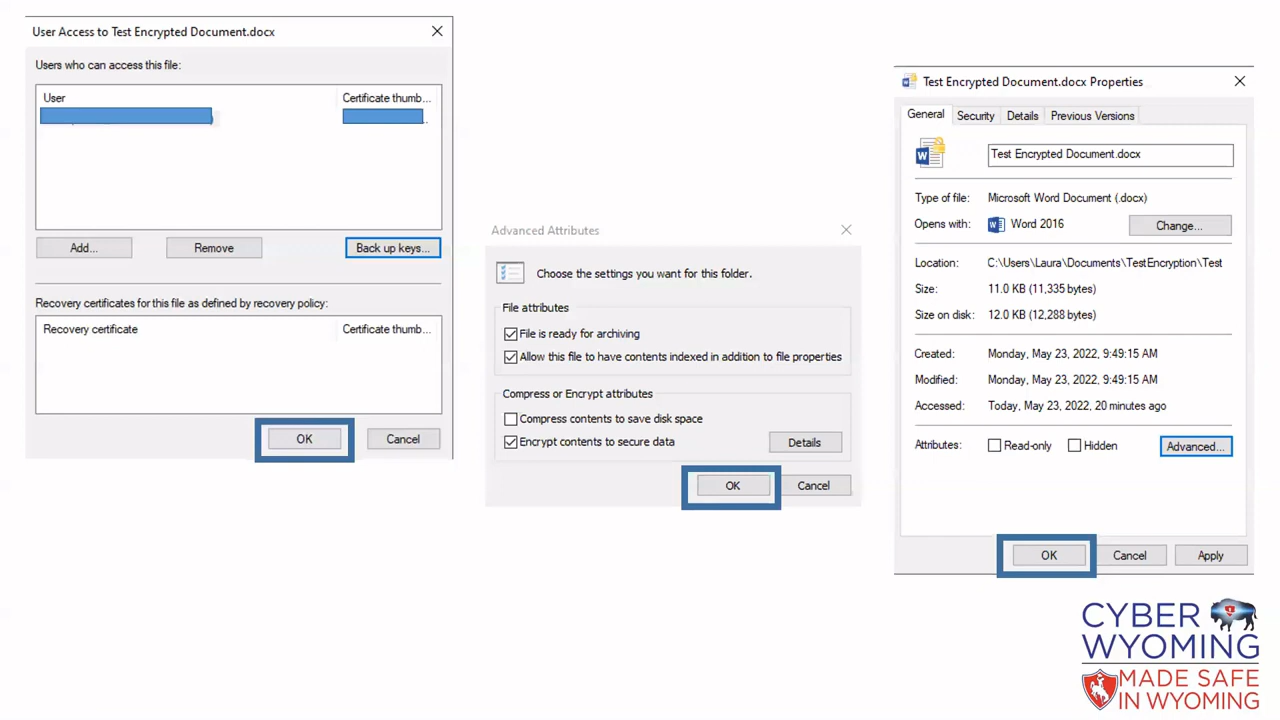 User Access to Test Encrypted Document.docx
Users who can access this file:
User Certificate thumb...
Add... Remove Back up keys...
Recovery certificates for this file as defined by recovery policy:
Recovery certificate Certificate thumb...
OK Cancel
Advanced Attributes
Choose the settings you want for this folder.
File attributes
File is ready for archiving
Allow this file to have contents indexed in addition to file properties
Compress or Encrypt attributes
Compress contents to save disk space
Encrypt contents to secure data Details
OK Cancel
Test Encrypted Document.docx Properties
General Security Details Previous Versions
Test Encrypted Document.docx
Type of file: Microsoft Word Document (.docx)
Opens with: Word 2016 Change...
Location: C:\Users\Laura\Documents\TestEncryption\Test
Size: 11.0 KB (11,335 bytes)
Size on disk: 12.0 KB (12,288 bytes)
Created: Monday, May 23, 2022, 9:49:15 AM
Modified: Monday, May 23, 2022, 9:49:15 AM
Accessed: Today, May 23, 2022, 20 minutes ago
Attributes: Read-only Hidden Advanced...
OK Cancel Apply
CYBER
WYOMING
MADE SAFE
IN WYOMING